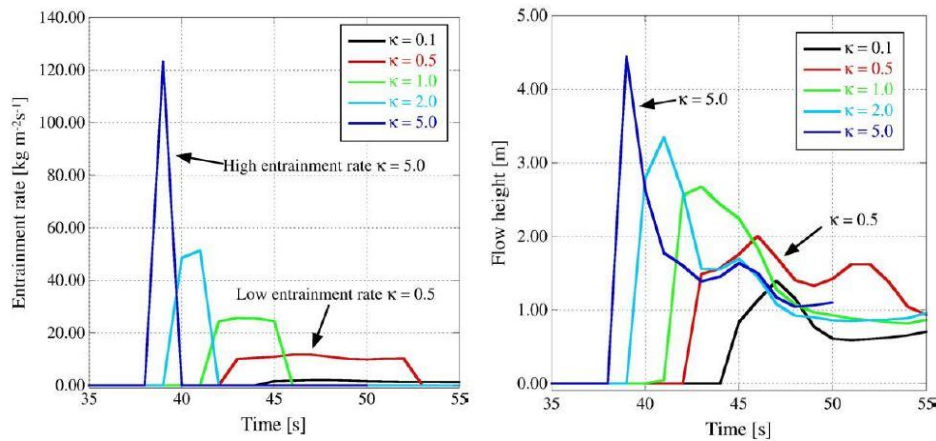 140.00
120.00
100.00
80.00
60.00
40.00
20.00
0.00
Entrainment rate [kg m⁻²s⁻¹]
κ = 0.1
κ = 0.5
κ = 1.0
κ = 2.0
κ = 5.0
High entrainment rate κ = 5.0
Low entrainment rate κ = 0.5
35 40 45 50 55
Time [s]
5.00
4.00
3.00
2.00
1.00
0.00
Flow height [m]
κ = 0.1
κ = 0.5
κ = 1.0
κ = 2.0
κ = 5.0
κ = 5.0
κ = 0.5
35 40 45 50 55
Time [s]